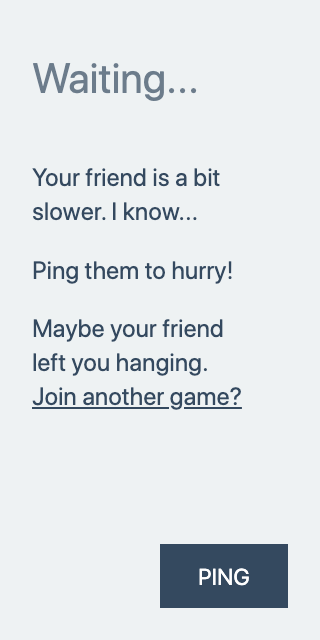 Waiting...
Your friend is a bit
slower. I know...
Ping them to hurry!
Maybe your friend
left you hanging.
Join another game?
PING